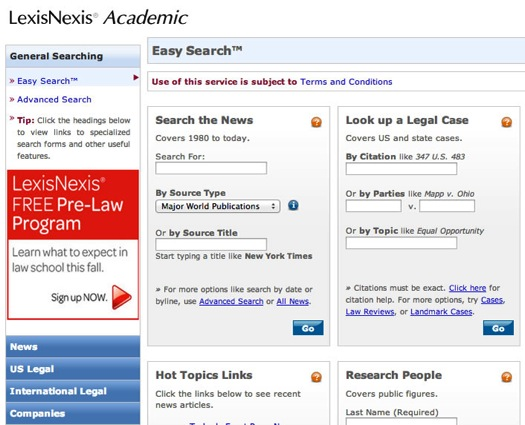 LexisNexis® Academic
General Searching
» Easy Search™
» Advanced Search
» Tip: Click the headings below
to view links to specialized
search forms and other useful
features.
LexisNexis®
FREE Pre-Law
Program
Learn what to expect in
law school this fall.
Sign up NOW.
News
US Legal
International Legal
Companies
Easy Search™
Use of this service is subject to Terms and Conditions
Search the News
Covers 1980 to today.
Search For:
By Source Type
Major World Publications
Or by Source Title
Start typing a title like New York Times
» For more options like search by date or
byline, use Advanced Search or All News.
Go
Look up a Legal Case
Covers US and state cases.
By Citation like 347 U.S. 483
Or by Parties like Mapp v. Ohio
v.
Or by Topic like Equal Opportunity
» Citations must be exact. Click here for
citation help. For more options, try Cases,
Law Reviews, or Landmark Cases.
Go
Hot Topics Links
Click the links below to see recent
news articles.
Research People
Covers public figures.
Last Name (Required)